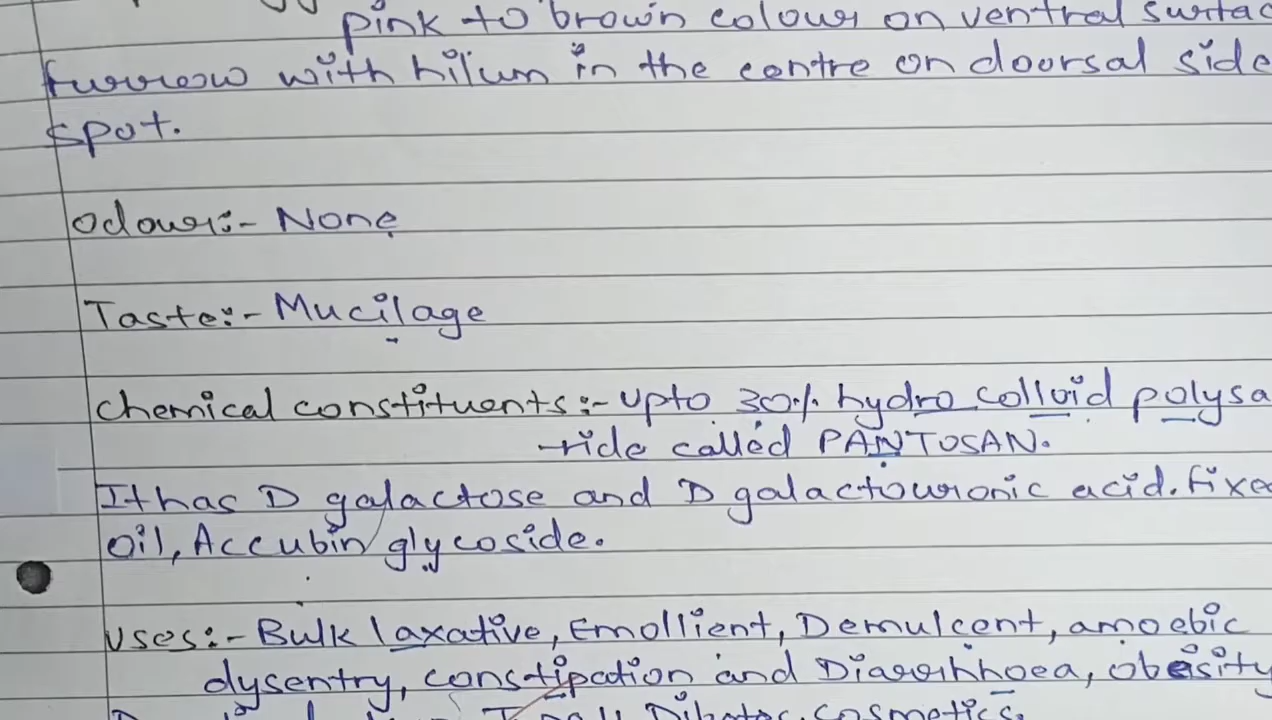 pink to brown colour on ventral surfac
furrow with hilum in the centre on doorsal side
spot.
Odour:- None
Taste:- Mucilage
Chemical constituents:- Upto 30% hydro colloid polysa
-ride called PANTOSAN.
It has D galactose and D galactouronic acid. Fixe
oil, Accubin glycoside.
Uses:- Bulk laxative, Emollient, Demulcent, amoebic
dysentry, constipation and Diarrhhoea, obesity
Cosmetics.